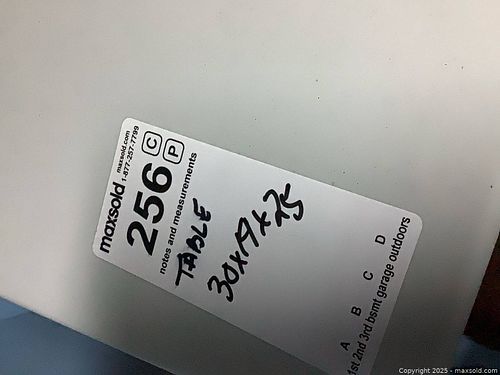 maxsold
maxsold.com
1-877-257-7799
256
C
P
notes and measurements
TABLE
30x19x25
A B C D
1st 2nd 3rd bsmt garage outdoors
Copyright 2025 - maxsold.com